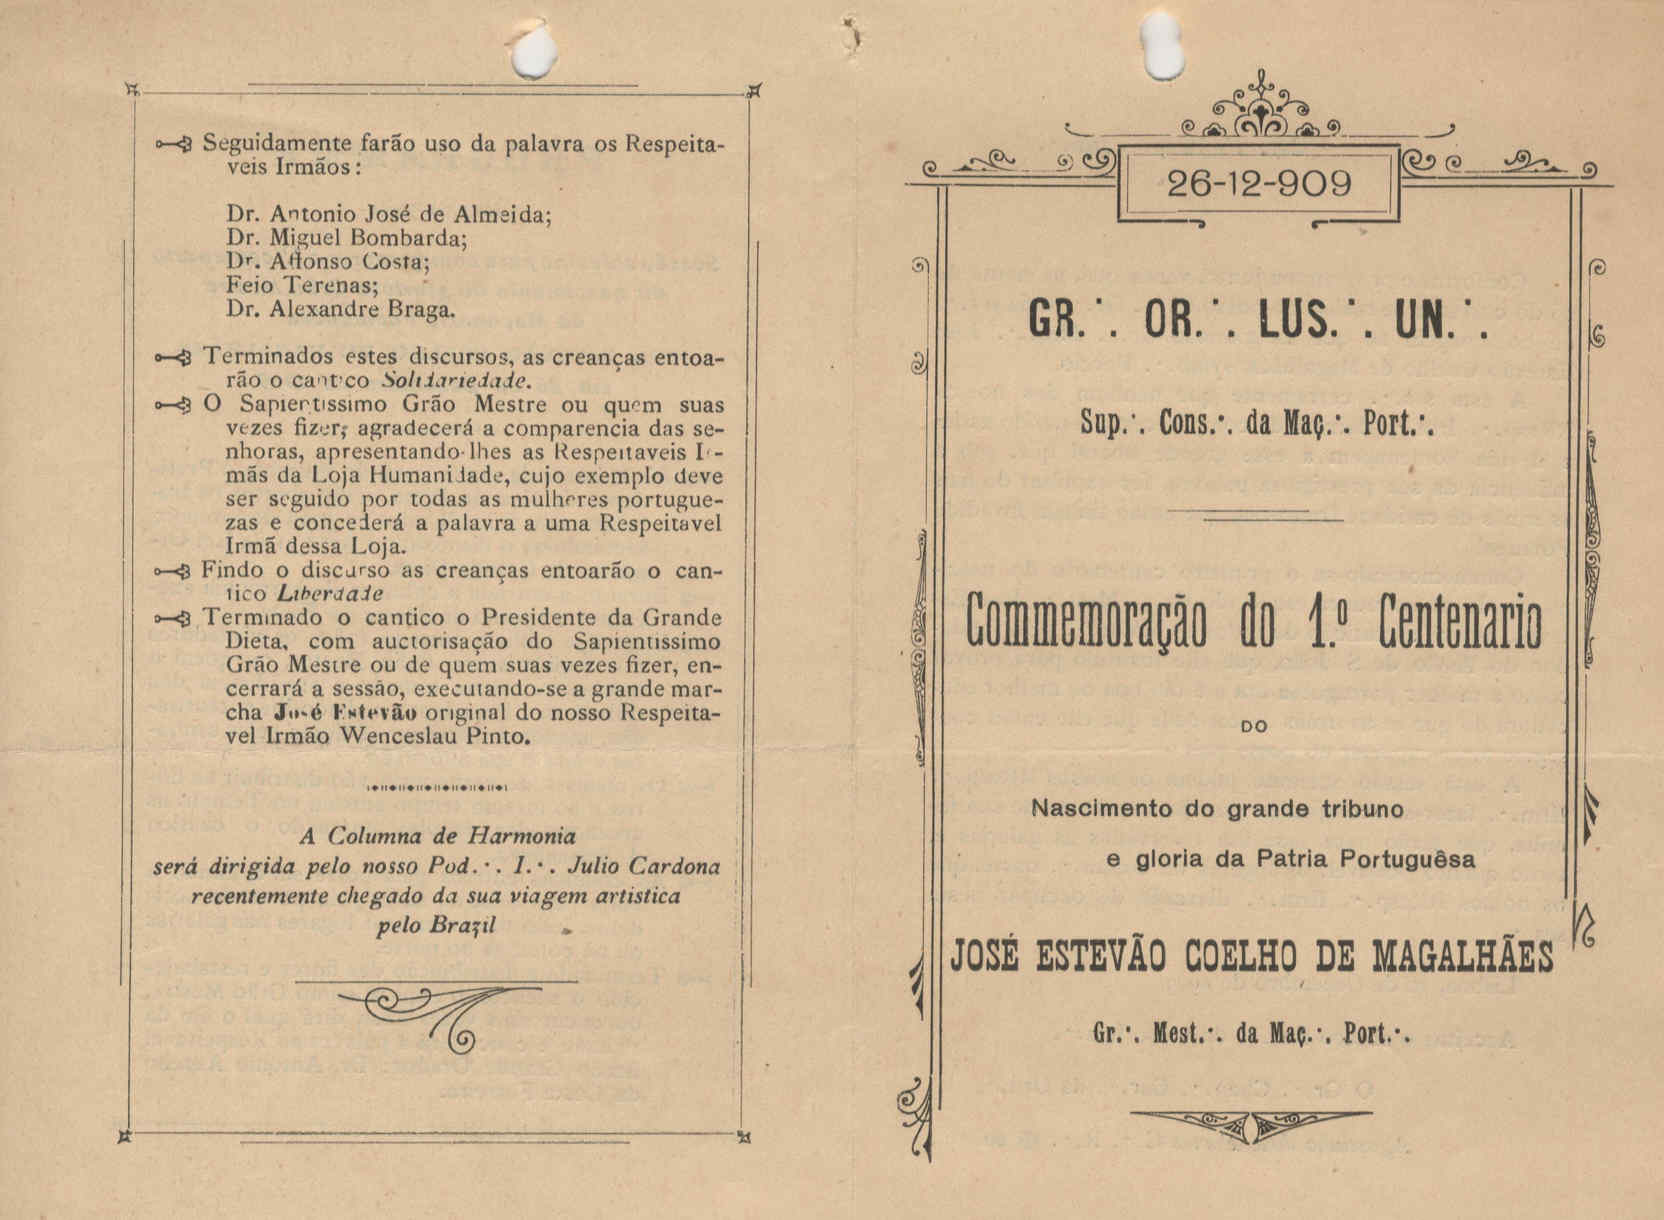 Seguidamente farão uso da palavra os Respeita-
veis Irmãos:
Dr. Antonio José de Almeida;
Dr. Miguel Bombarda;
Dr. Affonso Costa;
Feio Terenas;
Dr. Alexandre Braga.
Terminados estes discursos, as creanças entoa-
rão o cantico Solidariedade.
O Sapientissimo Grão Mestre ou quem suas
vezes fizer, agradecerá a comparencia das se-
nhoras, apresentando-lhes as Respeitaveis Ir-
mãs da Loja Humanidade, cujo exemplo deve
ser seguido por todas as mulheres portugue-
zas e concederá a palavra a uma Respeitavel
Irmã dessa Loja.
Findo o discurso as creanças entoarão o can-
tico Liberdade
Terminado o cantico o Presidente da Grande
Dieta, com auctorisação do Sapientissimo
Grão Mestre ou de quem suas vezes fizer, en-
cerrará a sessão, executando-se a grande mar-
cha José Estevão original do nosso Respeita-
vel Irmão Wenceslau Pinto.
A Columna de Harmonia
será dirigida pelo nosso Pod.·. I.·. Julio Cardona
recentemente chegado da sua viagem artistica
pelo Brazil
26-12-909
GR.·. OR.·. LUS.·. UN.·.
Sup.·. Cons.·. da Maç.·. Port.·.
Commemoração do 1.º Centenario
DO
Nascimento do grande tribuno
e gloria da Patria Portuguêsa
JOSÉ ESTEVÃO COELHO DE MAGALHÃES
Gr.·. Mest.·. da Maç.·. Port.·.